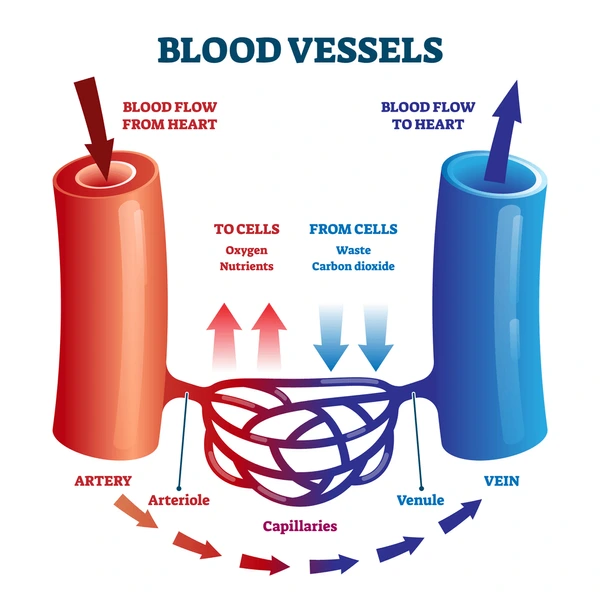 BLOOD VESSELS
BLOOD FLOW
FROM HEART
BLOOD FLOW
TO HEART
TO CELLS
Oxygen
Nutrients
FROM CELLS
Waste
Carbon dioxide
ARTERY
Arteriole
Capillaries
Venule
VEIN